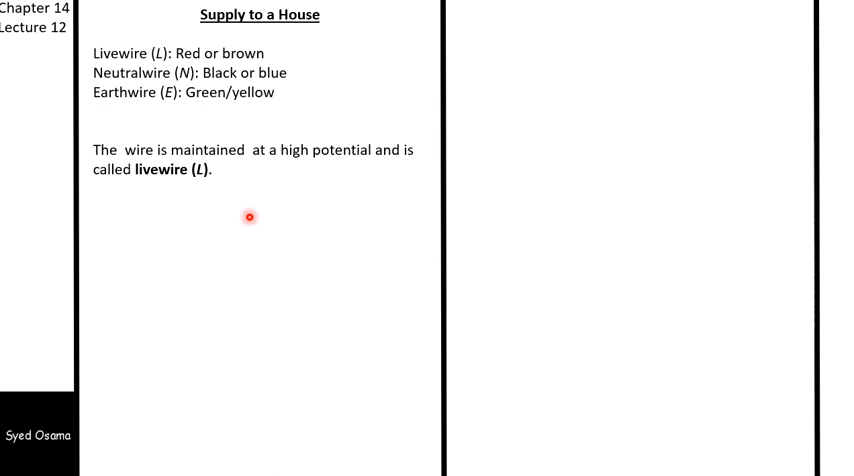 Chapter 14
Lecture 12
Supply to a House
Livewire (L): Red or brown
Neutralwire (N): Black or blue
Earthwire (E): Green/yellow
The  wire is maintained  at a high potential and is
called livewire (L).
Syed Osama